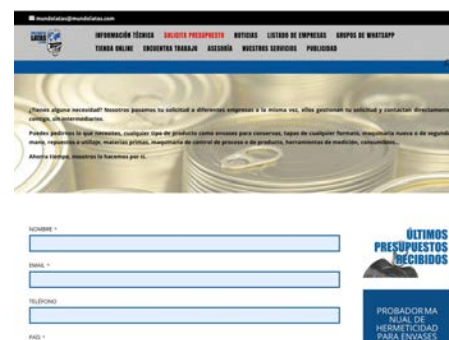 mundolatas@mundolatas.com
LATAS
INFORMACIÓN TÉCNICA SOLICITA PRESUPUESTO NOTICIAS LISTADO DE EMPRESAS GRUPOS DE WHATSAPP
TIENDA ONLINE ENCUENTRA TRABAJO ASESORÍA NUESTROS SERVICIOS PUBLICIDAD
¿Tienes alguna necesidad? Nosotros pasamos tu solicitud a diferentes empresas a la misma vez, ellas gestionan tu solicitud y contactan directamente
contigo, sin intermediarios.
Puedes pedirnos lo que necesites, cualquier tipo de producto como envases para conservas, tapas de cualquier formato, maquinaria nueva o de segunda
mano, repuestos o utillaje, materias primas, maquinaria de control de proceso o de producto, herramientas de medición, consumibles...
Ahorra tiempo, nosotros lo hacemos por ti.
NOMBRE *
EMAIL *
TELÉFONO
PAÍS *
ÚLTIMOS
PRESUPUESTOS
RECIBIDOS
PROBADOR MA
NUAL DE
HERMETICIDAD
PARA ENVASES